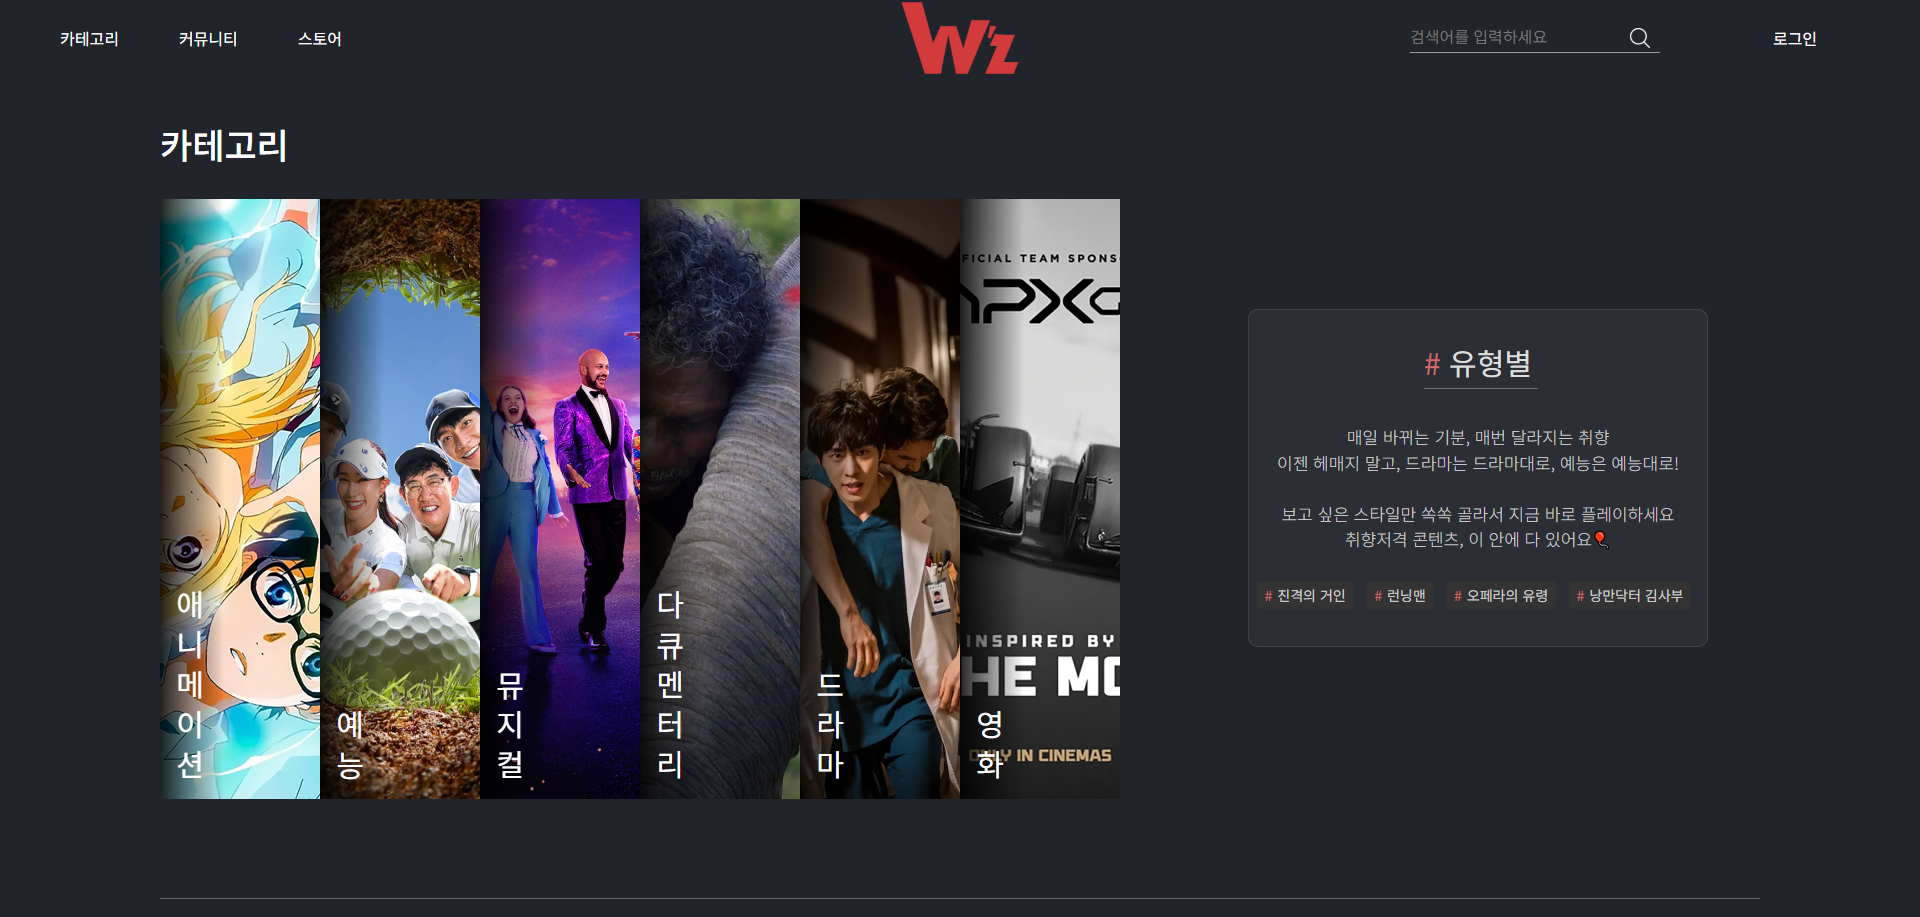 카테고리
커뮤니티
스토어
W'z
검색어를 입력하세요
로그인
카테고리
애니메이션
예능
뮤지컬
다큐멘터리
드라마
영화
FICIAL TEAM SPONS
APXG
INSPIRED BY
HE MO
ONLY IN CINEMAS
# 유형별
매일 바뀌는 기분, 매번 달라지는 취향
이젠 헤매지 말고, 드라마는 드라마대로, 예능은 예능대로!
보고 싶은 스타일만 쏙쏙 골라서 지금 바로 플레이하세요
취향저격 콘텐츠, 이 안에 다 있어요🎈
# 진격의 거인
# 런닝맨
# 오페라의 유령
# 낭만닥터 김사부